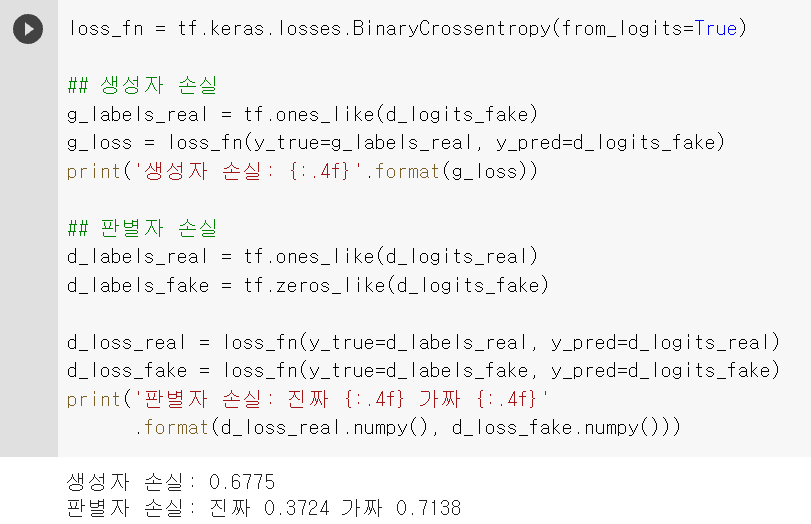 loss_fn = tf.keras.losses.BinaryCrossentropy(from_logits=True)
## 생성자 손실
g_labels_real = tf.ones_like(d_logits_fake)
g_loss = loss_fn(y_true=g_labels_real, y_pred=d_logits_fake)
print('생성자 손실: {:.4f}'.format(g_loss))
## 판별자 손실
d_labels_real = tf.ones_like(d_logits_real)
d_labels_fake = tf.zeros_like(d_logits_fake)
d_loss_real = loss_fn(y_true=d_labels_real, y_pred=d_logits_real)
d_loss_fake = loss_fn(y_true=d_labels_fake, y_pred=d_logits_fake)
print('판별자 손실: 진짜 {:.4f} 가짜 {:.4f}'
.format(d_loss_real.numpy(), d_loss_fake.numpy()))
생성자 손실: 0.6775
판별자 손실: 진짜 0.3724 가짜 0.7138